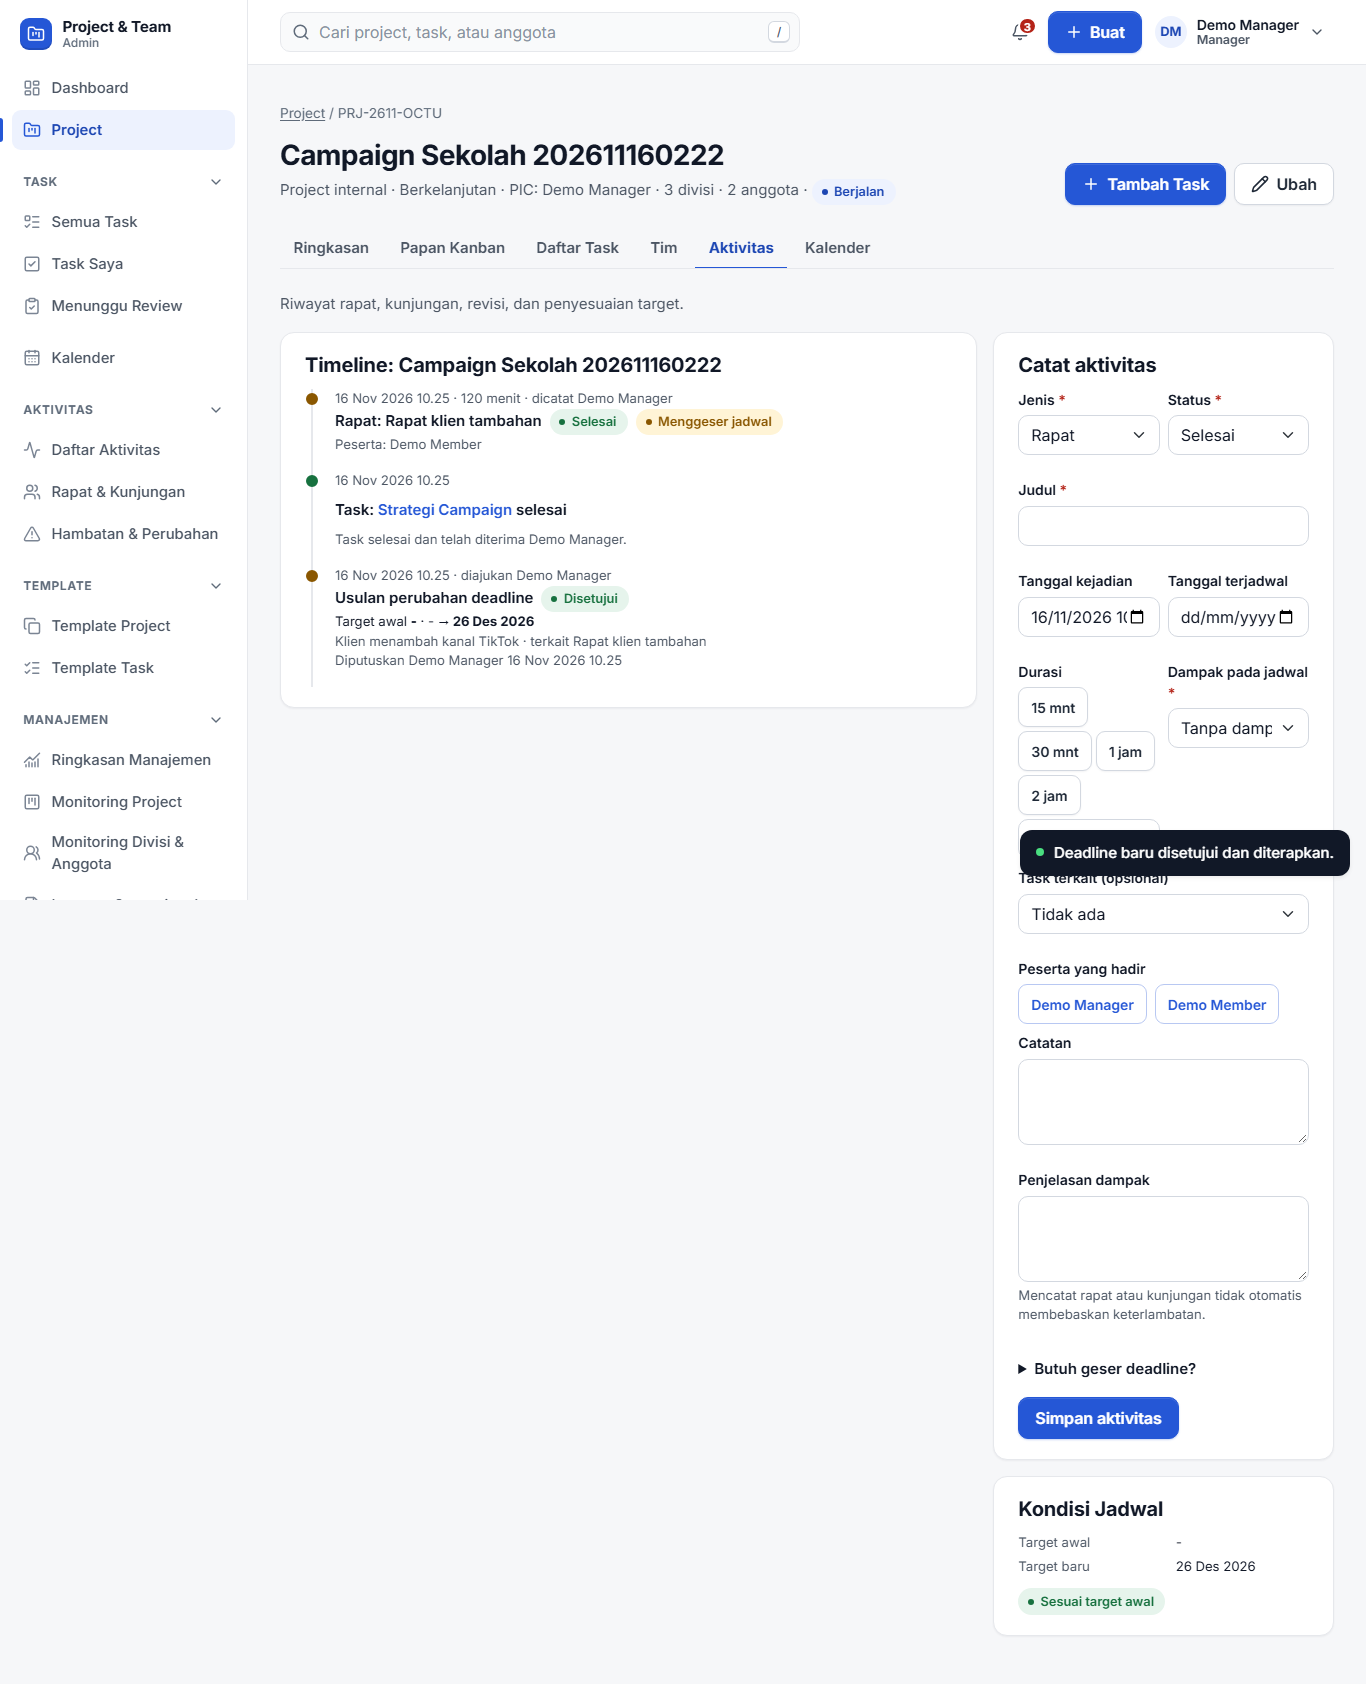 Project & Team
Admin
Dashboard
Project
TASK
Semua Task
Task Saya
Menunggu Review
Kalender
AKTIVITAS
Daftar Aktivitas
Rapat & Kunjungan
Hambatan & Perubahan
TEMPLATE
Template Project
Template Task
MANAJEMEN
Ringkasan Manajemen
Monitoring Project
Monitoring Divisi &
Anggota
Cari project, task, atau anggota
/
3
Buat
DM
Demo Manager
Manager
Project / PRJ-2611-OCTU
Campaign Sekolah 202611160222
Project internal · Berkelanjutan · PIC: Demo Manager · 3 divisi · 2 anggota · Berjalan
Tambah Task
Ubah
Ringkasan
Papan Kanban
Daftar Task
Tim
Aktivitas
Kalender
Riwayat rapat, kunjungan, revisi, dan penyesuaian target.
Timeline: Campaign Sekolah 202611160222
16 Nov 2026 10.25 · 120 menit · dicatat Demo Manager
Rapat: Rapat klien tambahan Selesai Menggeser jadwal
Peserta: Demo Member
16 Nov 2026 10.25
Task: Strategi Campaign selesai
Task selesai dan telah diterima Demo Manager.
16 Nov 2026 10.25 · diajukan Demo Manager
Usulan perubahan deadline Disetujui
Target awal - · - → 26 Des 2026
Klien menambah kanal TikTok · terkait Rapat klien tambahan
Diputuskan Demo Manager 16 Nov 2026 10.25
Catat aktivitas
Jenis * Status *
Rapat Selesai
Judul *
Tanggal kejadian Tanggal terjadwal
16/11/2026 10 dd/mm/yyyy
Durasi Dampak pada jadwal
*
15 mnt
Tanpa damp
30 mnt 1 jam
2 jam
Deadline baru disetujui dan diterapkan.
Task terkait (opsional)
Tidak ada
Peserta yang hadir
Demo Manager Demo Member
Catatan
Penjelasan dampak
Mencatat rapat atau kunjungan tidak otomatis
membebaskan keterlambatan.
Butuh geser deadline?
Simpan aktivitas
Kondisi Jadwal
Target awal -
Target baru 26 Des 2026
Sesuai target awal